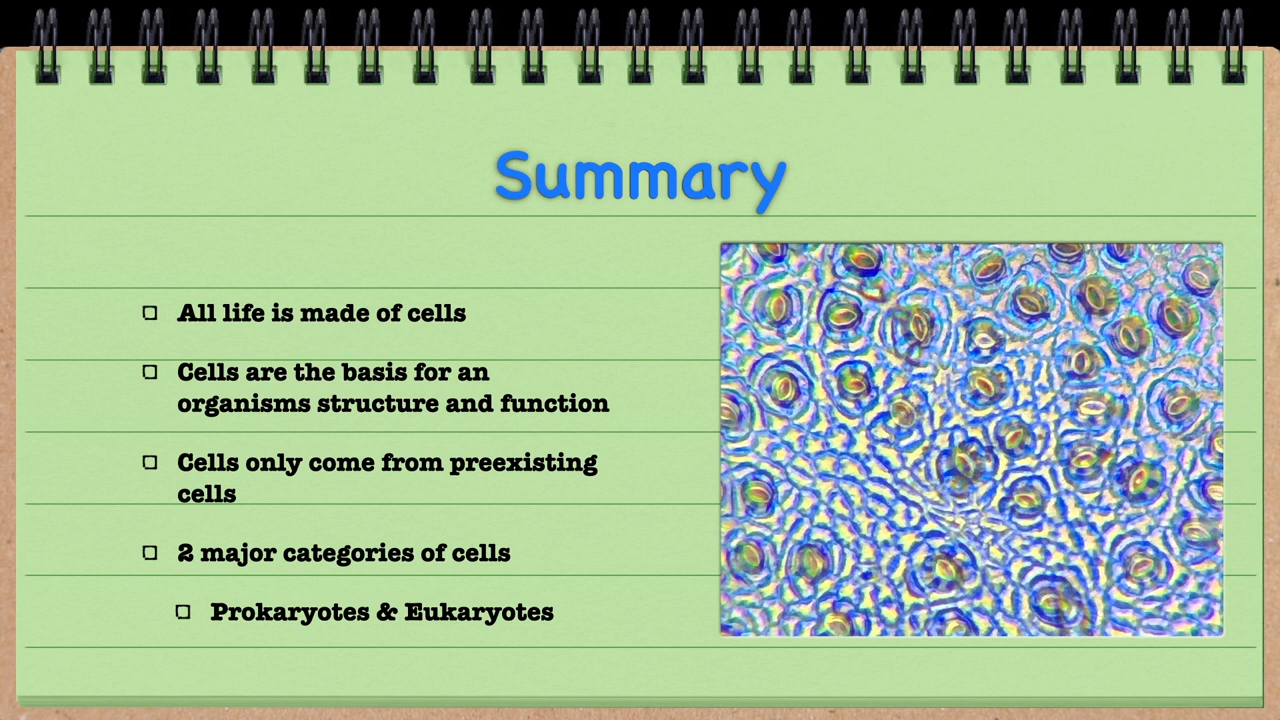 Summary
All life is made of cells
Cells are the basis for an
organisms structure and function
Cells only come from preexisting
cells
2 major categories of cells
Prokaryotes & Eukaryotes